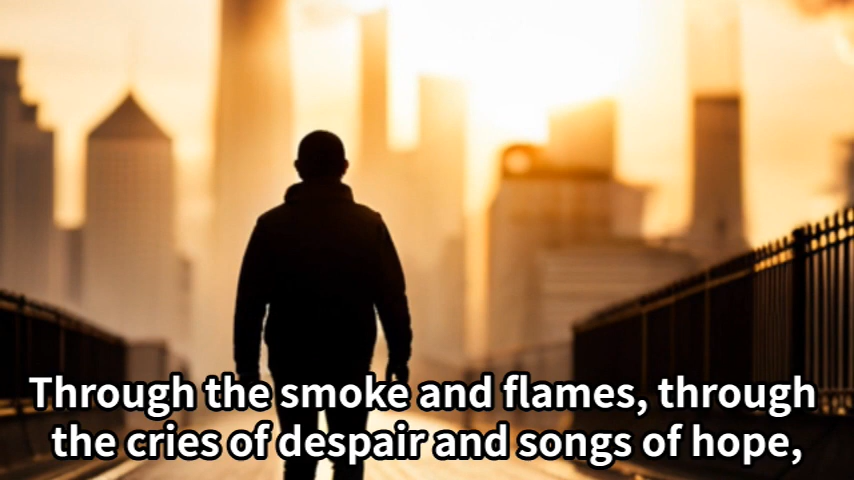 Through the smoke and flames, through
the cries of despair and songs of hope,